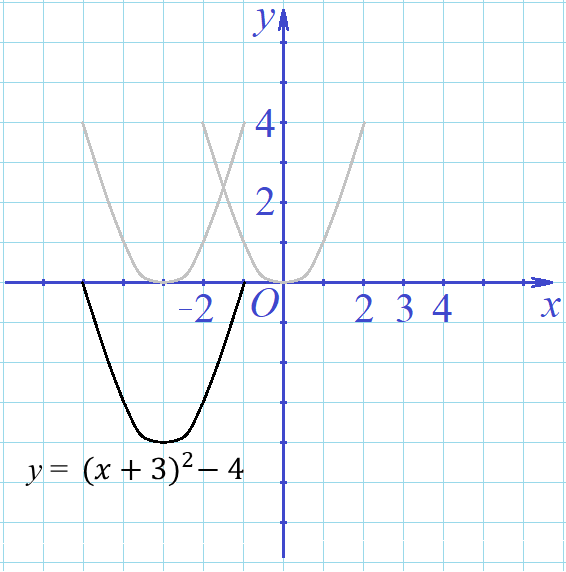 y
4
2
-2 O 2 3 4 x
y = (x + 3)² – 4